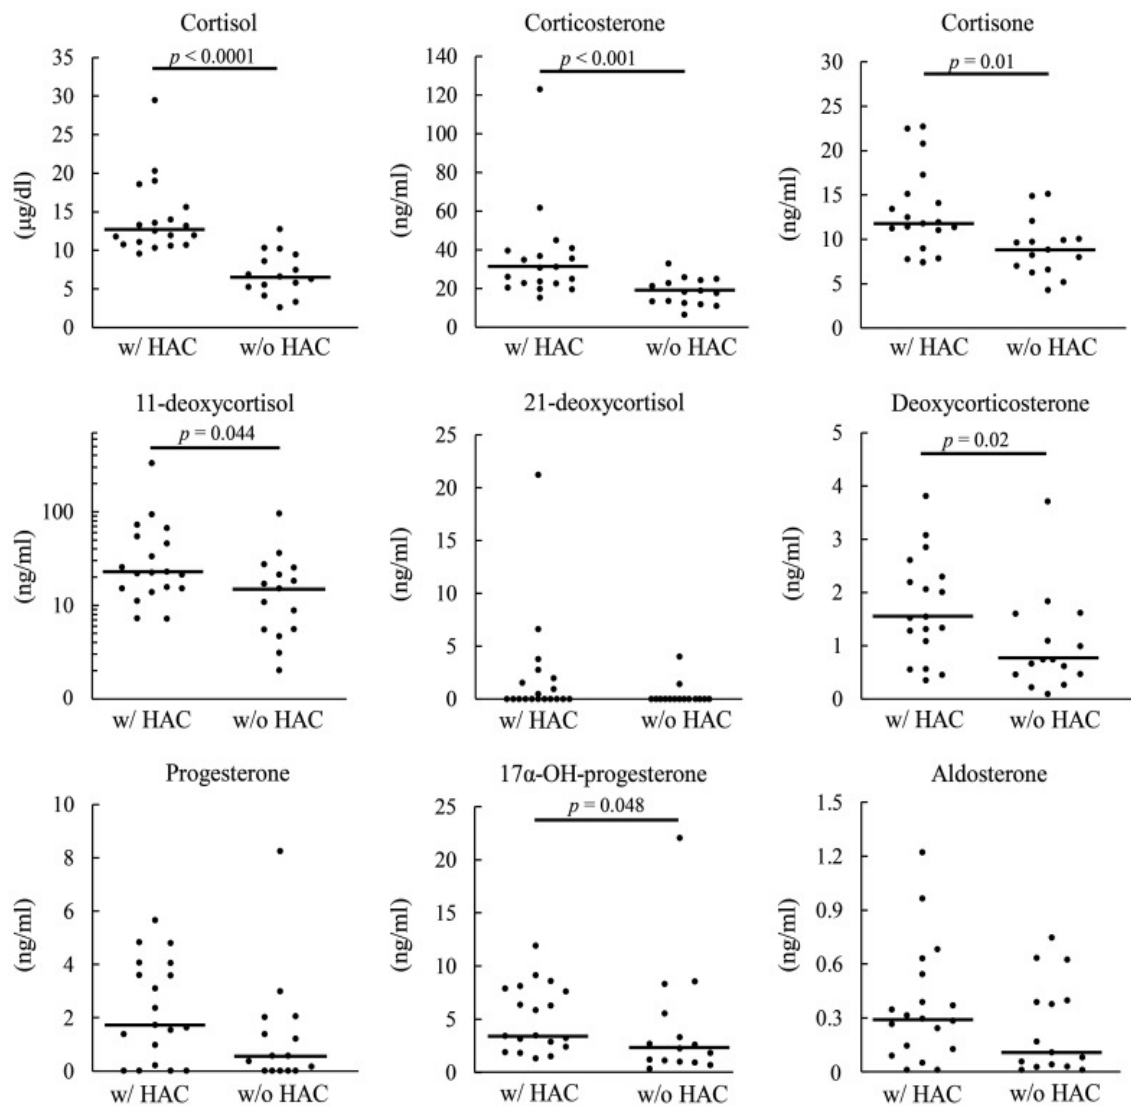 Cortisol
p < 0.0001
35
30
25
20
15
10
5
0
(µg/dl)
w/ HAC
w/o HAC
Corticosterone
p < 0.001
140
120
100
80
60
40
20
0
(ng/ml)
w/ HAC
w/o HAC
Cortisone
p = 0.01
30
25
20
15
10
5
0
(ng/ml)
w/ HAC
w/o HAC
11-deoxycortisol
p = 0.044
100
10
0
(ng/ml)
w/ HAC
w/o HAC
21-deoxycortisol
25
20
15
10
5
0
(ng/ml)
w/ HAC
w/o HAC
Deoxycorticosterone
p = 0.02
5
4
3
2
1
0
(ng/ml)
w/ HAC
w/o HAC
Progesterone
10
8
6
4
2
0
(ng/ml)
w/ HAC
w/o HAC
17α-OH-progesterone
p = 0.048
25
20
15
10
5
0
(ng/ml)
w/ HAC
w/o HAC
Aldosterone
1.5
1.2
0.9
0.6
0.3
0
(ng/ml)
w/ HAC
w/o HAC